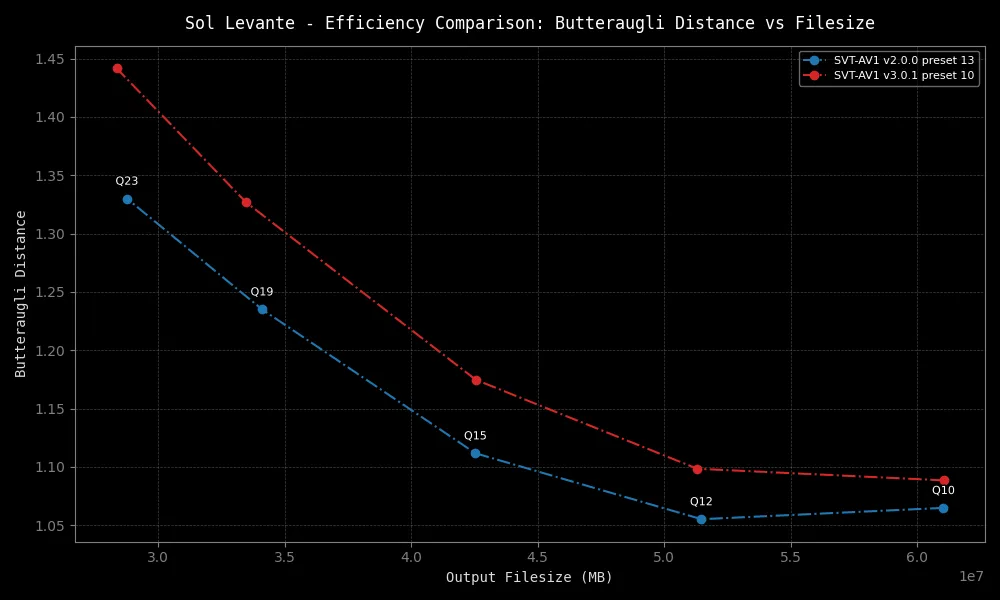 Sol Levante - Efficiency Comparison: Butteraugli Distance vs Filesize
SVT-AV1 v2.0.0 preset 13
SVT-AV1 v3.0.1 preset 10
1.45
1.40
1.35
1.30
1.25
1.20
1.15
1.10
1.05
Butteraugli Distance
Q23
Q19
Q15
Q12
Q10
3.0 3.5 4.0 4.5 5.0 5.5 6.0
1e7
Output Filesize (MB)